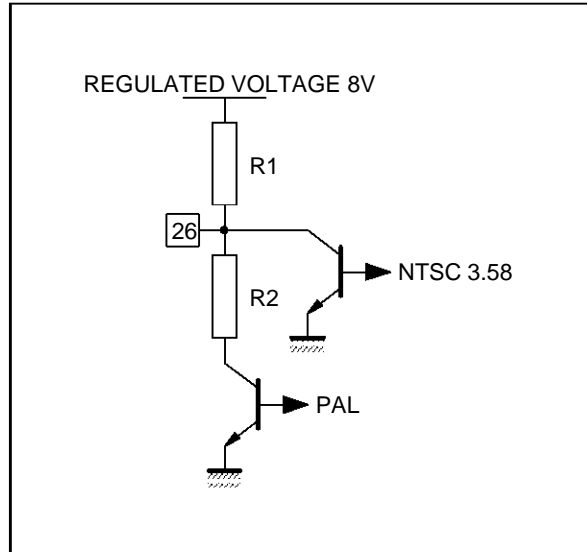 REGULATED VOLTAGE 8V
R1
26
NTSC 3.58
R2
PAL